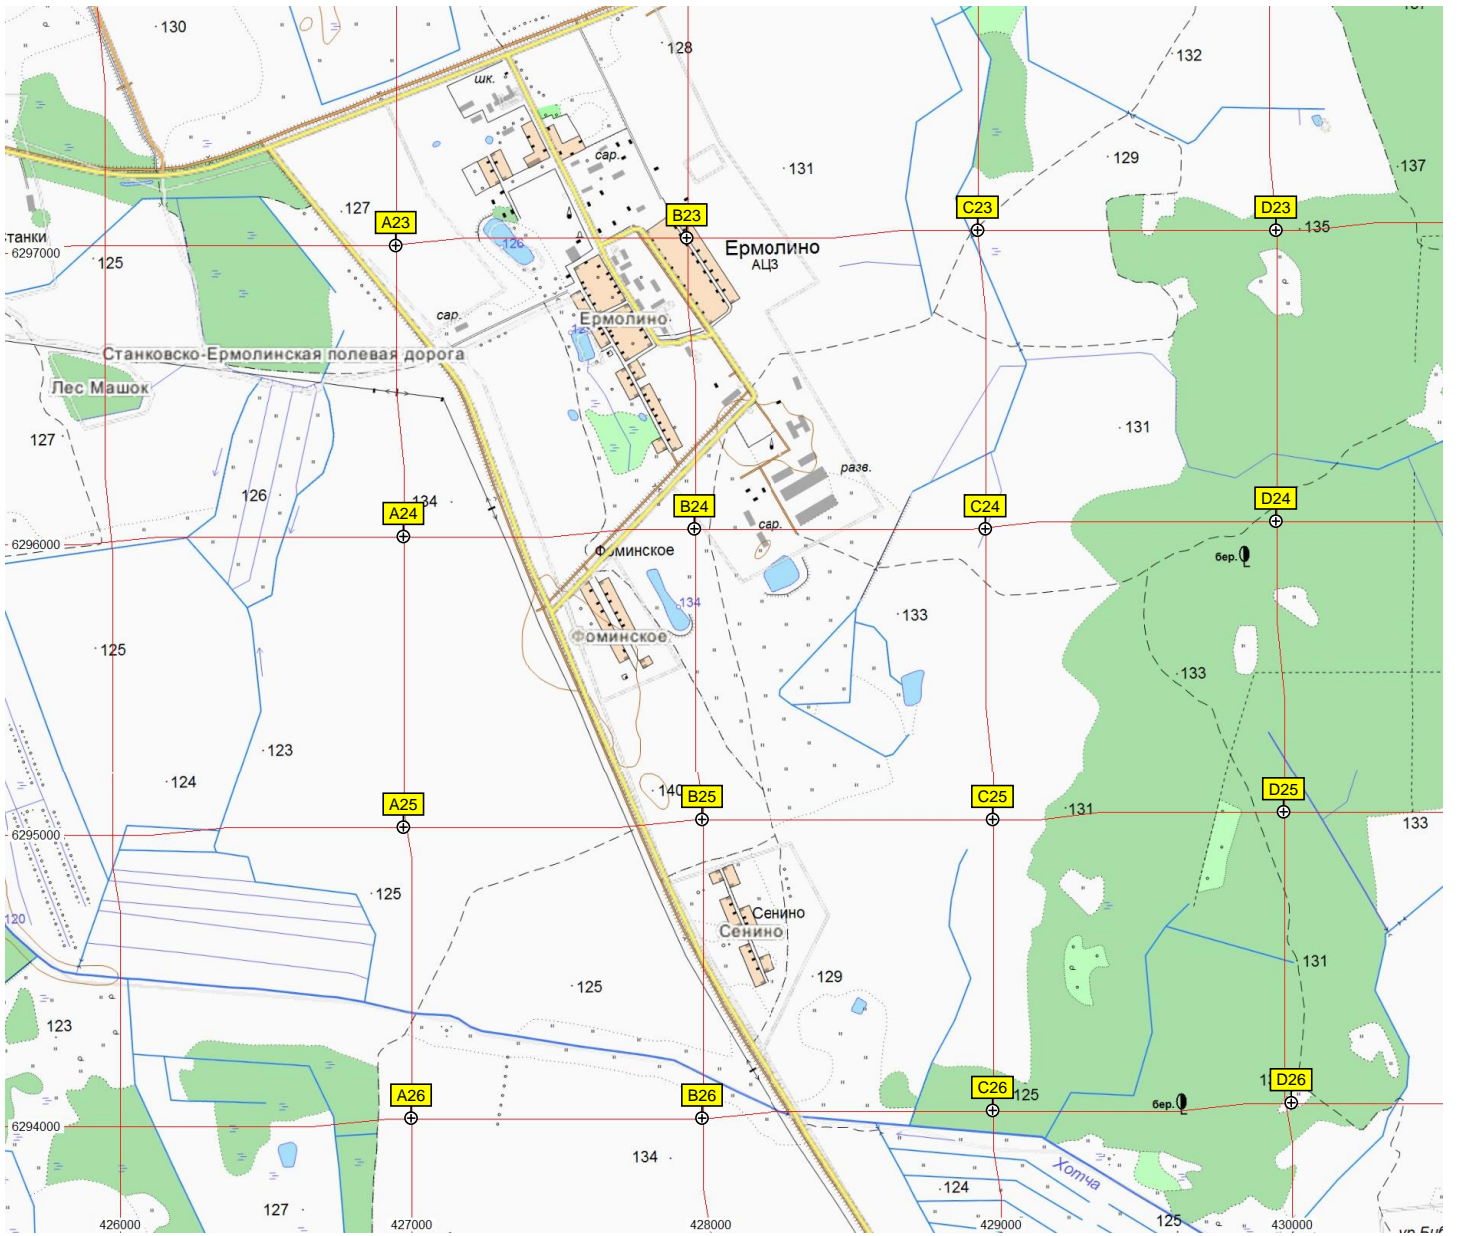 130
128
132
шк.
сар.
131
129
137
127
A23
B23
C23
D23
135
танки
126
Ермолино
АЦЗ
6297000
125
сар.
Ермолино
Станковско-Ермолинская полевая дорога
Лес Машок
127
131
126
134
разв.
A24
B24
C24
D24
сар.
6296000
Фоминское
бер.
134
133
Фоминское
125
133
123
124
140
A25
B25
C25
D25
131
6295000
133
125
120
Сенино
Сенино
129
125
131
123
A26
B26
C26
D26
125
бер.
6294000
134
Хотча
124
127
125
426000
427000
428000
429000
430000